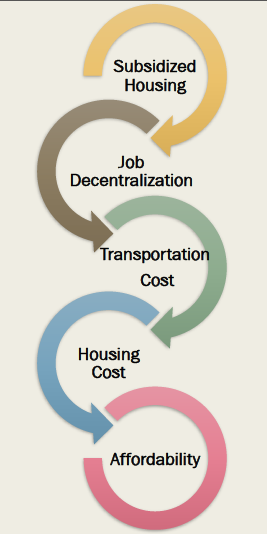 Subsidized
Housing
Job
Decentralization
Transportation
Cost
Housing
Cost
Affordability